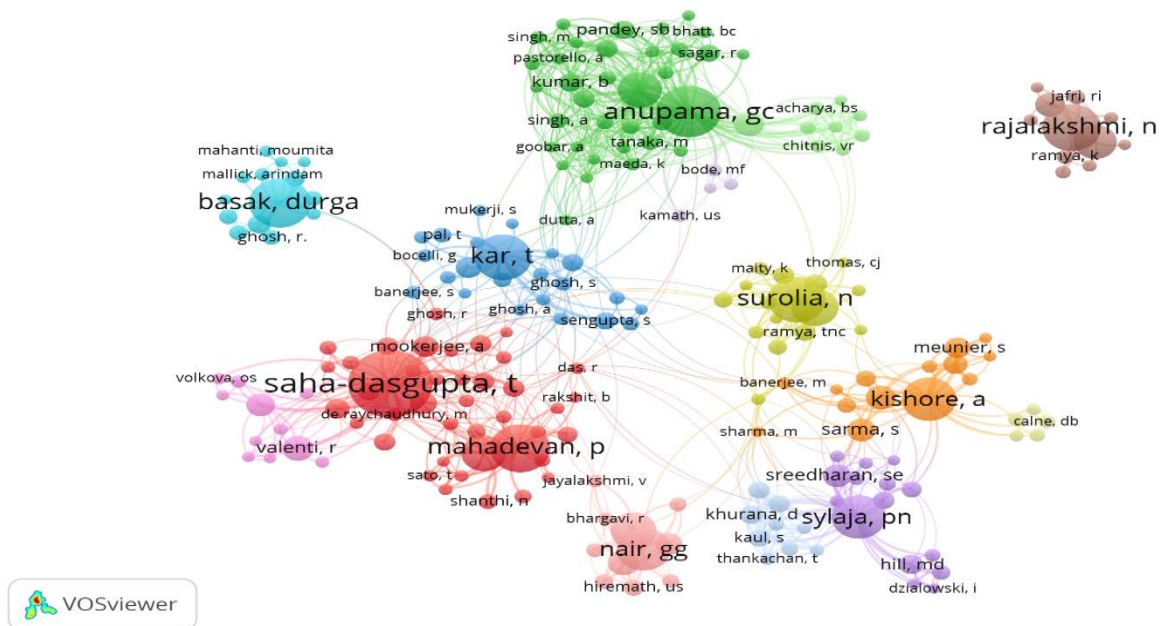 singh, m
pandey, sb
bhatt, bc
pastorello, a
sagar, r
kumar, b
anupama, gc
acharya, bs
singh, a
tanaka, m
chitnis, vr
goobar, a
maeda, k
bode, mf
kamath, us
dutta, a
jafri, ri
rajalakshmi, n
ramya, k
mahanti, moumita
mallick, arindam
basak, durga
ghosh, r.
mukerji, s
pal, t
kar, t
bocelli, g
ghosh, s
banerjee, s
ghosh, a
ghosh, r
sengupta, s
maity, k
thomas, cj
surolia, n
ramya, tnc
mookerjee, a
volkova, os
saha-dasgupta, t
das, r
rakshit, b
de raychaudhury, m
valenti, r
mahadevan, p
sato, t
jayalakshmi, v
shanthi, n
banerjee, m
meunier, s
kishore, a
calne, db
sharma, m
sarma, s
sreedharan, se
khurana, d
sylaja, pn
kaul, s
thankachan, t
hill, md
dzialowski, i
bhargavi, r
nair, gg
hiremath, us
VOSviewer